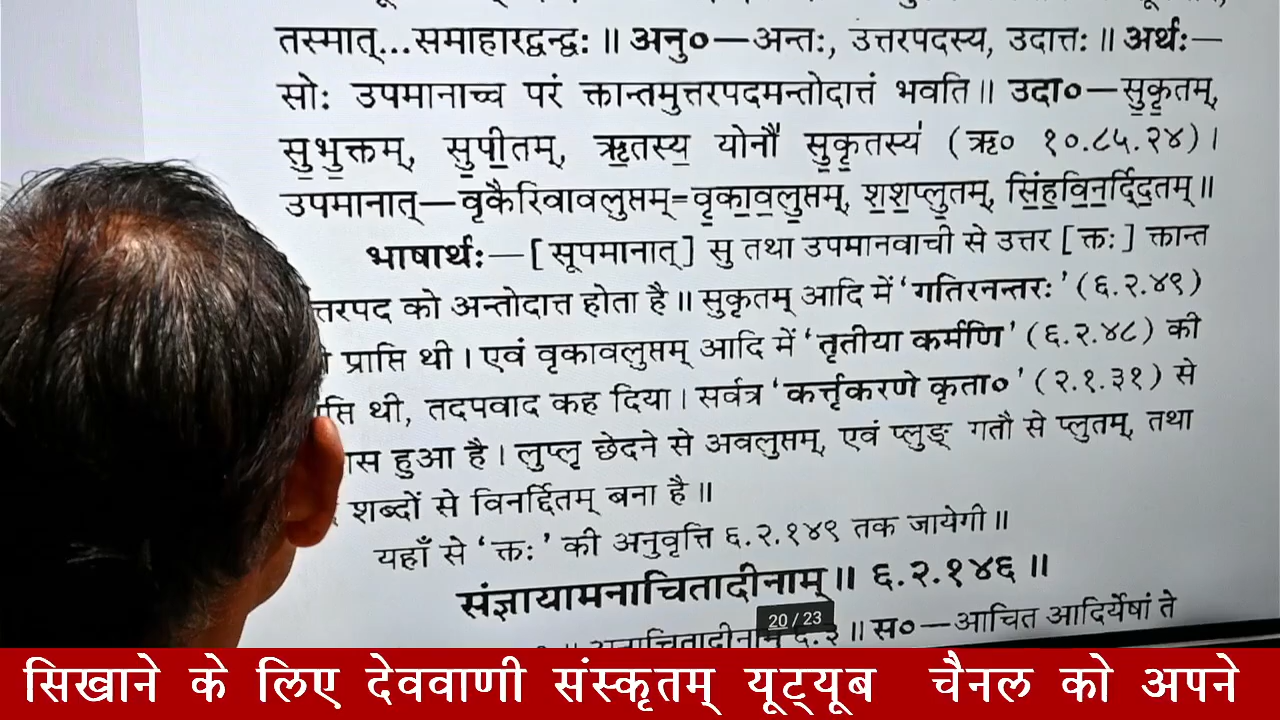 तस्मात्...समाहारद्वन्द्वः ॥ अनु०—अन्तः, उत्तरपदस्य, उदात्तः ॥ अर्थः—
सोः उपमानाच्च परं क्तान्तमुत्तरपदमन्तोदात्तं भवति ॥ उदा०—सु॒कृ॒तम्,
सु॒भु॒क्तम्, सु॒पी॒तम्, ऋ॒तस्य॒ योनौ॑ सु॒कृ॒तस्य॑ (ऋ० १०.८५.२४) ।
उपमानात्—वृकैरिवावलुप्तम्=वृ॒का॒व॒लु॒प्तम्, श॒श॒प्लु॒तम्, सिं॒ह॒वि॒न॒र्द्दि॒तम् ॥
भाषार्थः—[सूपमानात्] सु तथा उपमानवाची से उत्तर [क्तः] क्तान्त
त्तरपद को अन्तोदात्त होता है ॥ सुकृतम् आदि में ‘गतिरनन्तरः’ (६.२.४९)
प्राप्ति थी । एवं वृकावलुप्तम् आदि में ‘तृतीया कर्मणि’ (६.२.४८) की
प्ति थी, तदपवाद कह दिया । सर्वत्र ‘कर्त्तृकरणे कृता०’ (२.१.३१) से
ास हुआ है । लुप्लृ छेदने से अवलुप्तम्, एवं प्लुङ् गतौ से प्लुतम्, तथा
शब्दों से विनर्द्दितम् बना है ॥
यहाँ से ‘क्तः’ की अनुवृत्ति ६.२.१४९ तक जायेगी ॥
संज्ञायामनाचितादीनाम् ॥ ६.२.१४६ ॥
20 / 23
अनाचितादीनाम् ६.३ ॥ स०—आचित आदिर्येषां ते
सिखाने के लिए देववाणी संस्कृतम् यूट्यूब चैनल को अपने